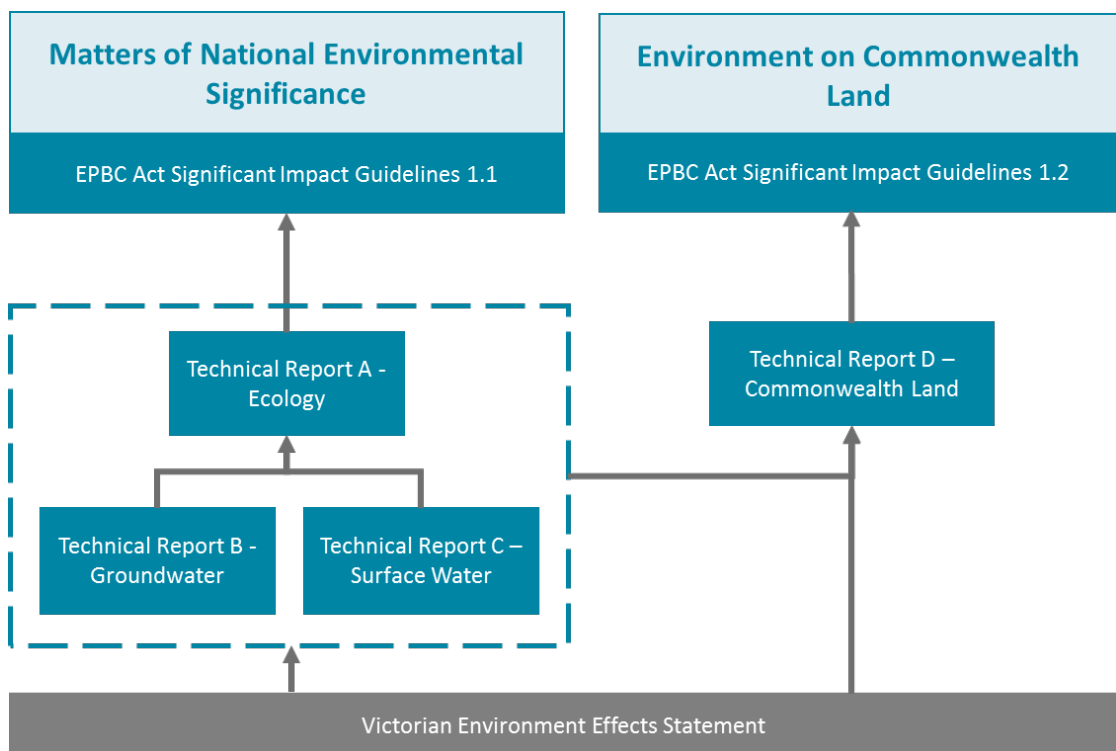 Matters of National Environmental
Significance
EPBC Act Significant Impact Guidelines 1.1
Environment on Commonwealth
Land
EPBC Act Significant Impact Guidelines 1.2
Technical Report A -
Ecology
Technical Report D –
Commonwealth Land
Technical Report B -
Groundwater
Technical Report C –
Surface Water
Victorian Environment Effects Statement